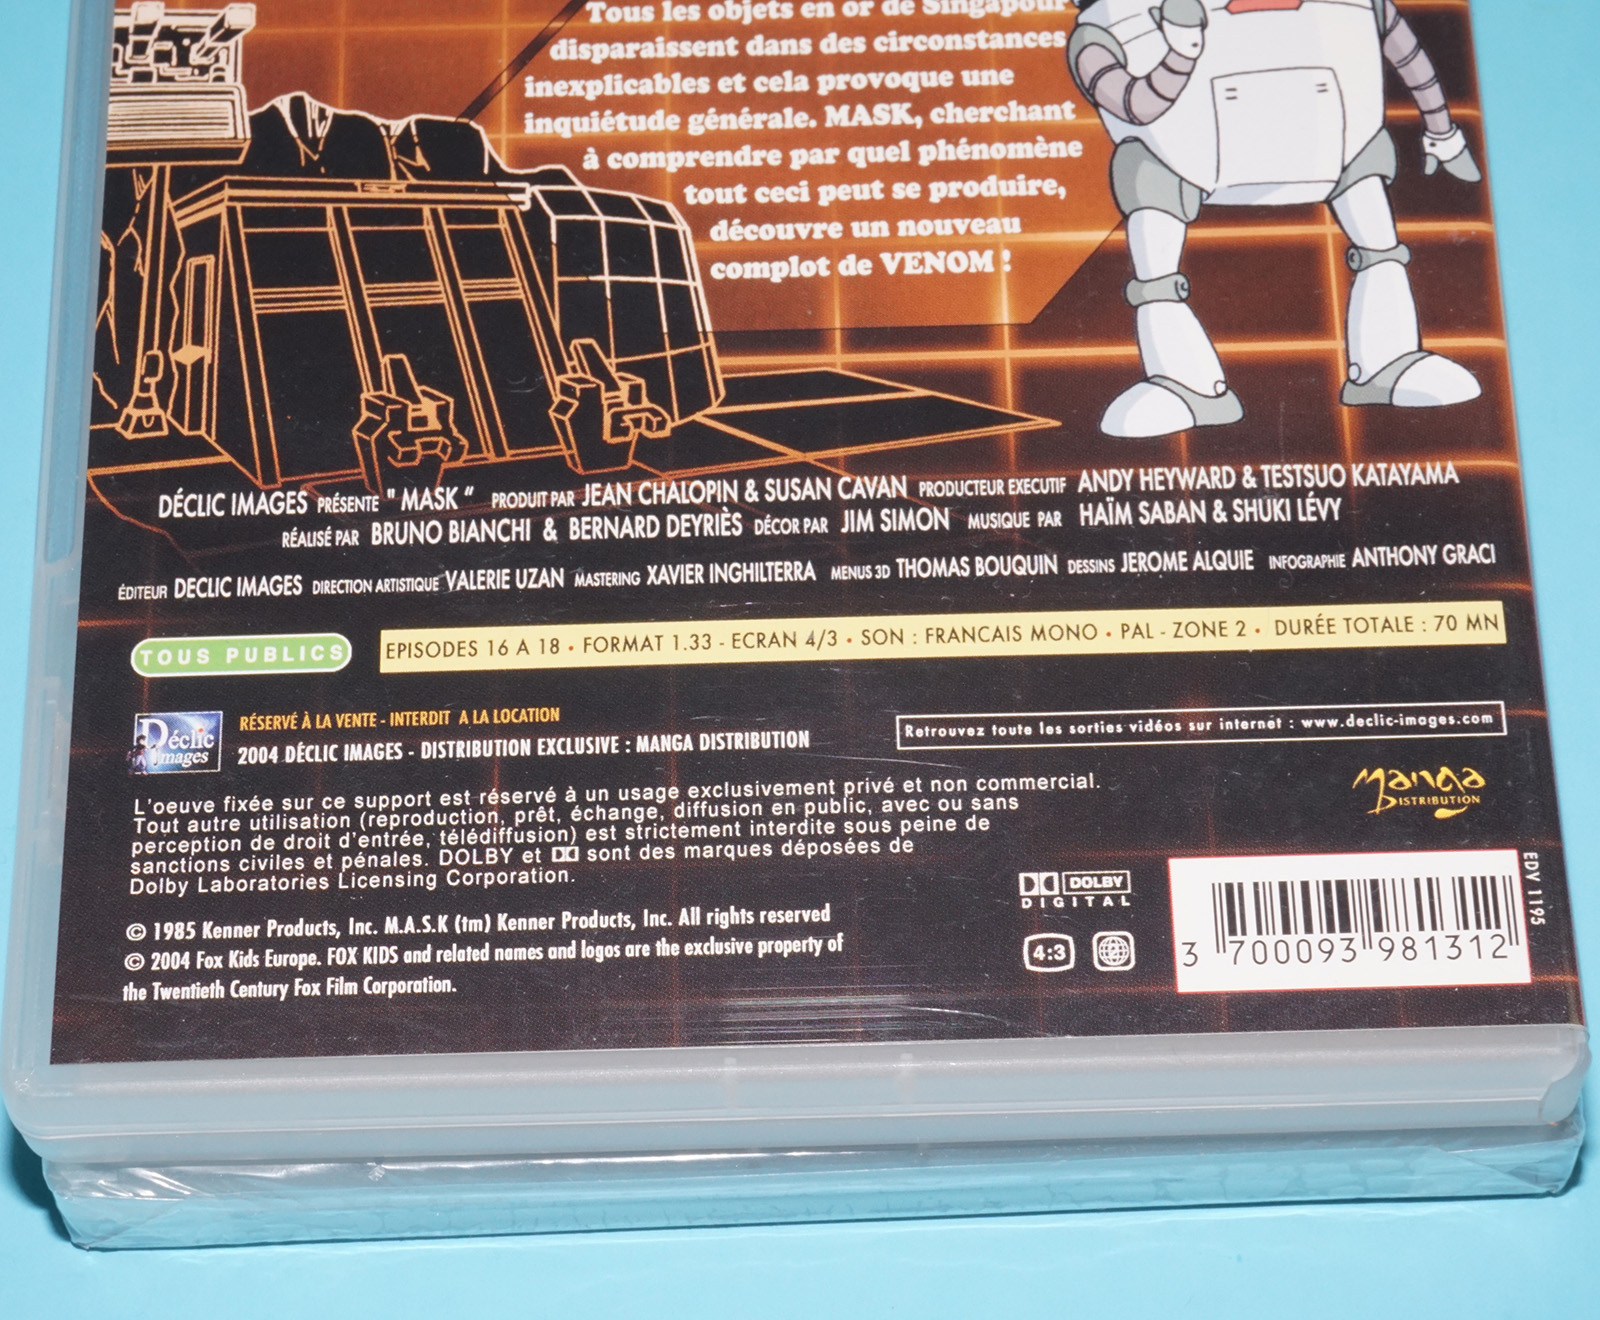 Tous les objets en or de Singapour
disparaissent dans des circonstances
inexplicables et cela provoque une
inquiétude générale. MASK, cherchant
à comprendre par quel phénomène
tout ceci peut se produire,
découvre un nouveau
complot de VENOM !
DÉCLIC IMAGES PRÉSENTE " MASK " PRODUIT PAR JEAN CHALOPIN & SUSAN CAVAN PRODUCTEUR EXECUTIF ANDY HEYWARD & TESTSUO KATAYAMA
RÉALISÉ PAR BRUNO BIANCHI & BERNARD DEYRIÈS DÉCOR PAR JIM SIMON MUSIQUE PAR HAÏM SABAN & SHUKI LÉVY
ÉDITEUR DECLIC IMAGES DIRECTION ARTISTIQUE VALERIE UZAN MASTERING XAVIER INGHILTERRA MENUS 3D THOMAS BOUQUIN DESSINS JEROME ALQUIE INFOGRAPHIE ANTHONY GRACI
TOUS PUBLICS
EPISODES 16 A 18 • FORMAT 1.33 - ECRAN 4/3 • SON : FRANCAIS MONO • PAL - ZONE 2 • DURÉE TOTALE : 70 MN
Déclic Images
RÉSERVÉ À LA VENTE - INTERDIT A LA LOCATION
2004 DÉCLIC IMAGES - DISTRIBUTION EXCLUSIVE : MANGA DISTRIBUTION
Retrouvez toute les sorties vidéos sur internet : www.declic-images.com
Manga
DISTRIBUTION
L'oeuve fixée sur ce support est réservé à un usage exclusivement privé et non commercial.
Tout autre utilisation (reproduction, prêt, échange, diffusion en public, avec ou sans
perception de droit d'entrée, télédiffusion) est strictement interdite sous peine de
sanctions civiles et pénales. DOLBY et sont des marques déposées de
Dolby Laboratories Licensing Corporation.
© 1985 Kenner Products, Inc. M.A.S.K (tm) Kenner Products, Inc. All rights reserved
© 2004 Fox Kids Europe. FOX KIDS and related names and logos are the exclusive property of
the Twentieth Century Fox Film Corporation.
DOLBY
DIGITAL
4:3
2
3 700093 981312
EDV 1195